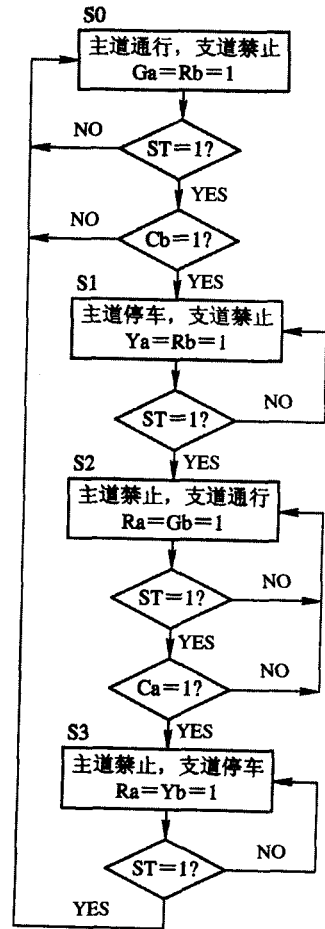 S0
主道通行，支道禁止
Ga=Rb=1
NO
ST=1?
YES
NO
Cb=1?
YES
S1
主道停车，支道禁止
Ya=Rb=1
ST=1?
NO
YES
S2
主道禁止，支道通行
Ra=Gb=1
ST=1?
NO
YES
Ca=1?
NO
YES
S3
主道禁止，支道停车
Ra=Yb=1
ST=1?
NO
YES